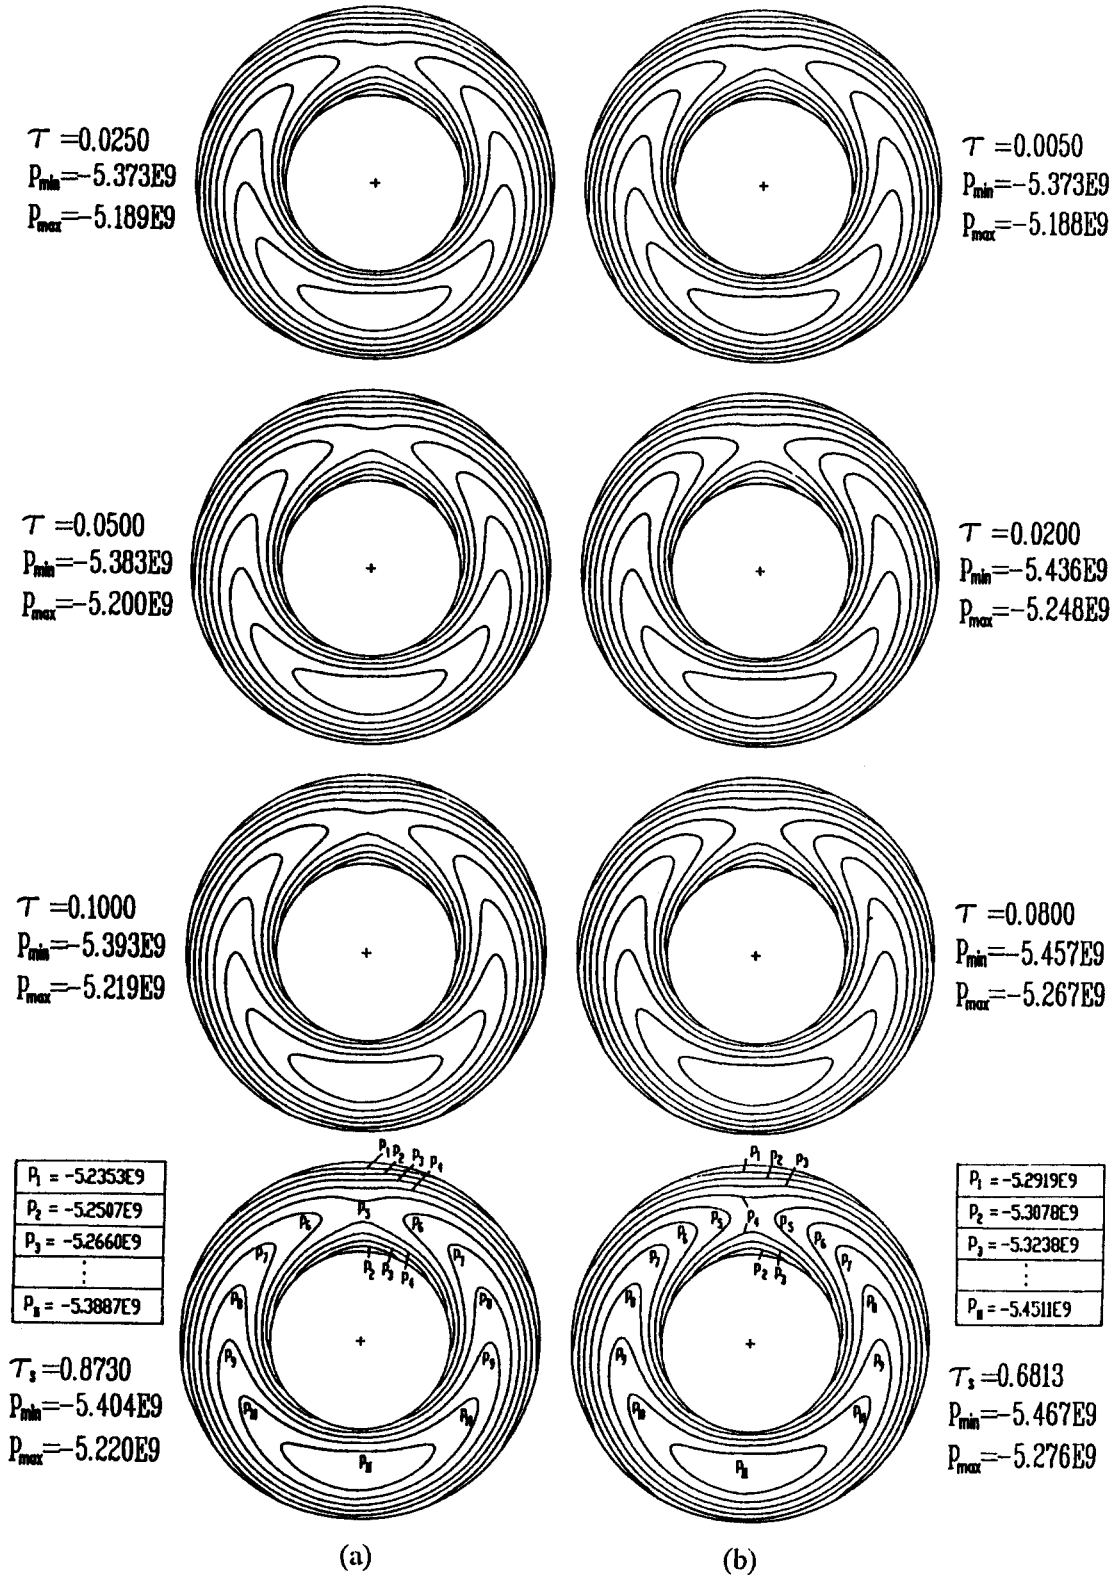 τ =0.0250
Pmin=-5.373E9
Pmax=-5.189E9
τ =0.0050
Pmin=-5.373E9
Pmax=-5.188E9
τ =0.0500
Pmin=-5.383E9
Pmax=-5.200E9
τ =0.0200
Pmin=-5.436E9
Pmax=-5.248E9
τ =0.1000
Pmin=-5.393E9
Pmax=-5.219E9
τ =0.0800
Pmin=-5.457E9
Pmax=-5.267E9
P1 P2 P3 P4
P5
P6 P6
P7 P7
P2 P3 P4
P8 P8
P9 P9
P10 P10
P11
P1 = -5.2353E9
P2 = -5.2507E9
P3 = -5.2660E9
⋮
P11 = -5.3887E9
τs=0.8730
Pmin=-5.404E9
Pmax=-5.220E9
P1 P2 P3
P5 P4 P5
P6 P6
P7 P7
P2 P3
P8 P8
P9 P9
P10 P10
P11
P1 = -5.2919E9
P2 = -5.3078E9
P3 = -5.3238E9
⋮
P11 = -5.4511E9
τs=0.6813
Pmin=-5.467E9
Pmax=-5.276E9
(a)
(b)